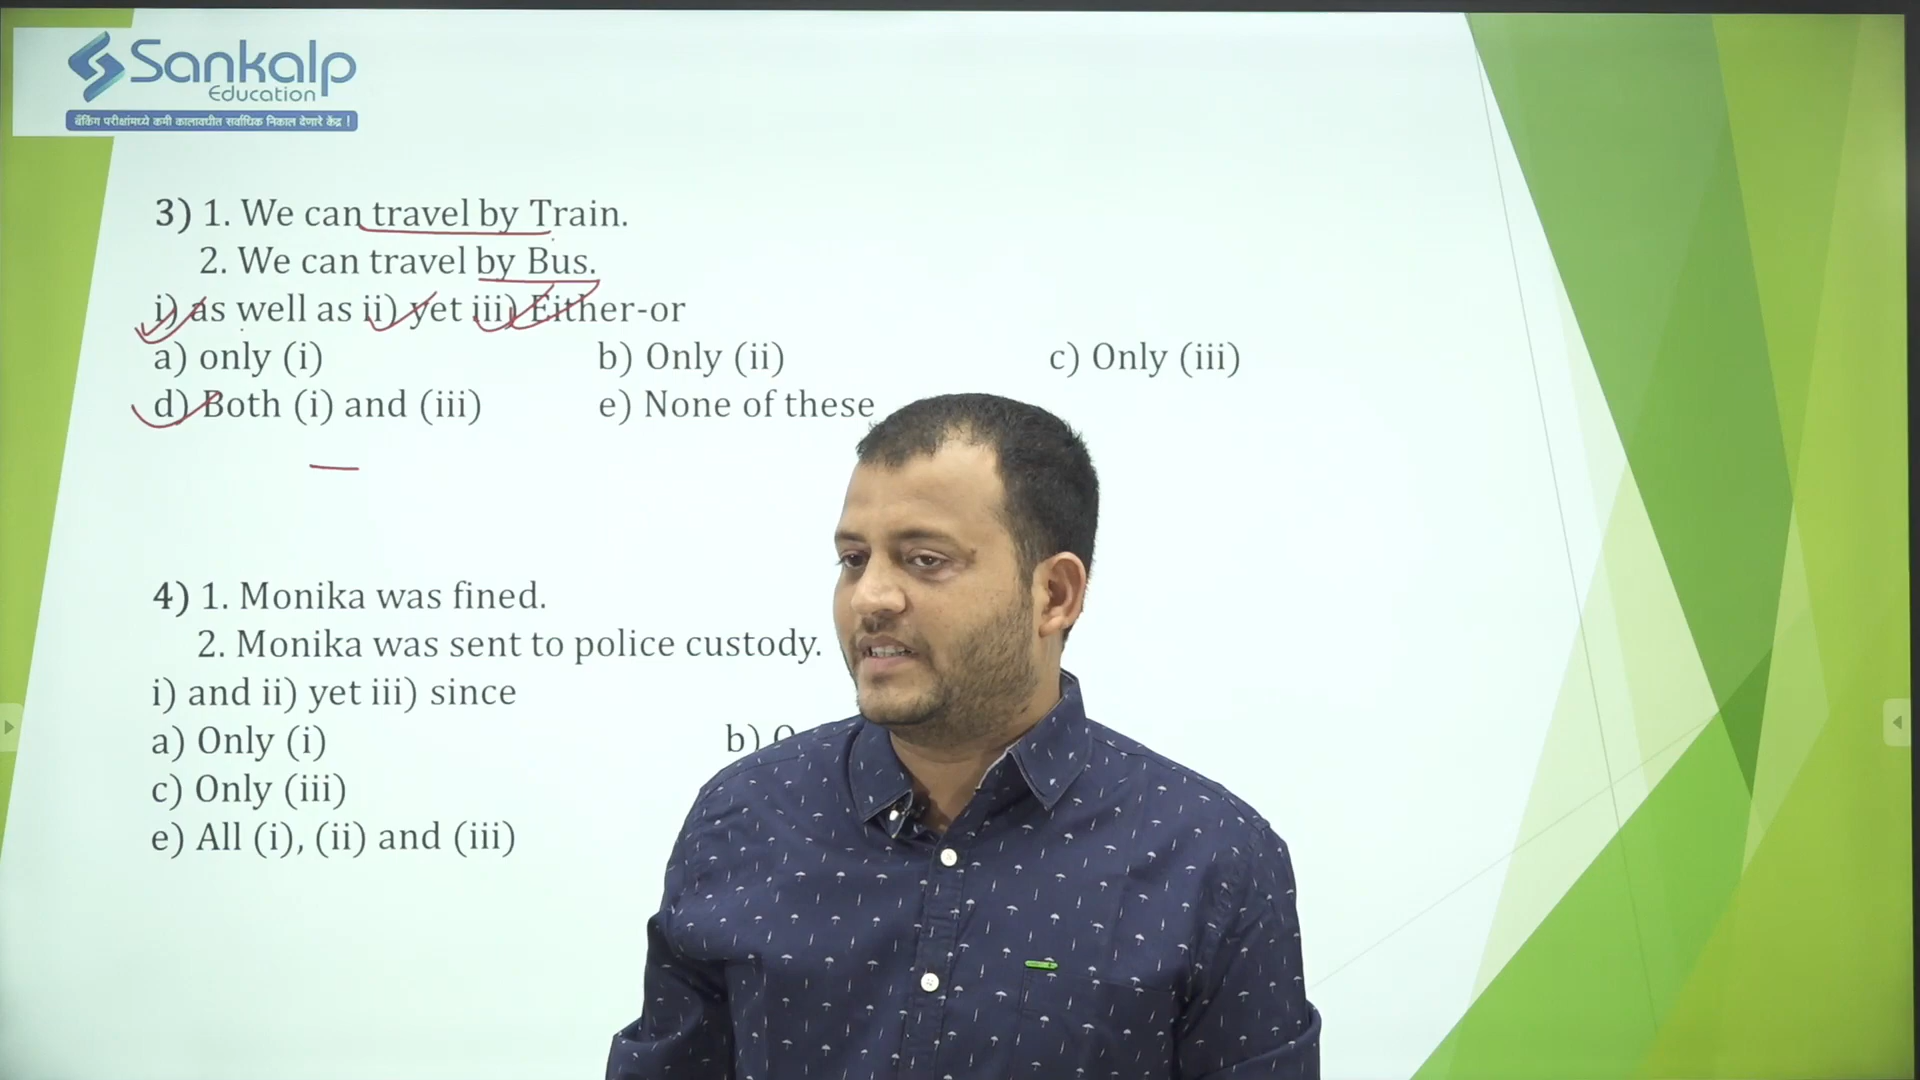 Sankalp
Education
बँकिंग परीक्षांमध्ये कमी कालावधीत सर्वाधिक निकाल देणारे केंद्र !
3) 1. We can travel by Train.
2. We can travel by Bus.
i) as well as ii) yet iii) Either-or
a) only (i) b) Only (ii) c) Only (iii)
d) Both (i) and (iii) e) None of these
4) 1. Monika was fined.
2. Monika was sent to police custody.
i) and ii) yet iii) since
a) Only (i) b)
c) Only (iii)
e) All (i), (ii) and (iii)